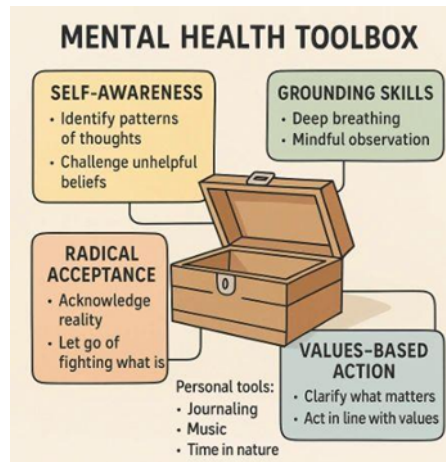 MENTAL HEALTH TOOLBOX
SELF-AWARENESS
• Identify patterns
of thoughts
• Challenge unhelpful
beliefs
GROUNDING SKILLS
• Deep breathing
• Mindful observation
RADICAL
ACCEPTANCE
• Acknowledge
reality
• Let go of
fighting what is
VALUES-BASED
ACTION
• Clarify what matters
• Act in line with values
Personal tools:
• Journaling
• Music
• Time in nature